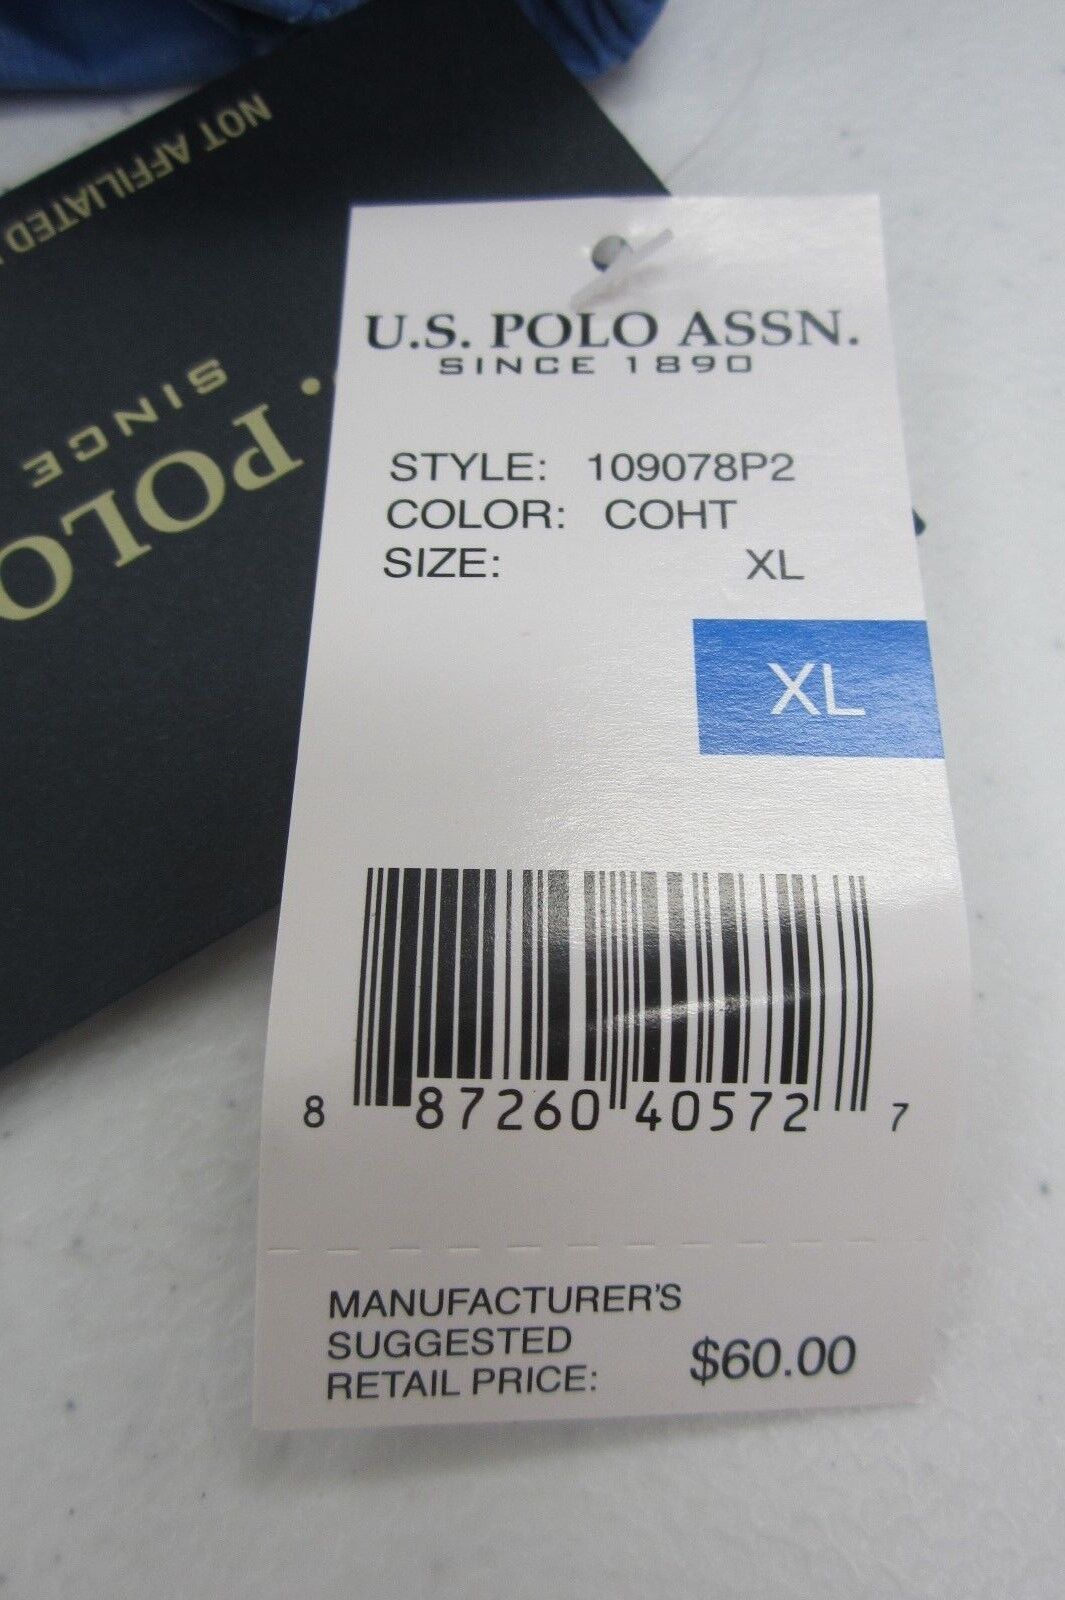 NOT AFFILIATED
SINCE
POLO
U.S. POLO ASSN.
SINCE 1890
STYLE: 109078P2
COLOR: COHT
SIZE: XL
XL
8 87260 40572 7
MANUFACTURER'S
SUGGESTED
RETAIL PRICE: $60.00